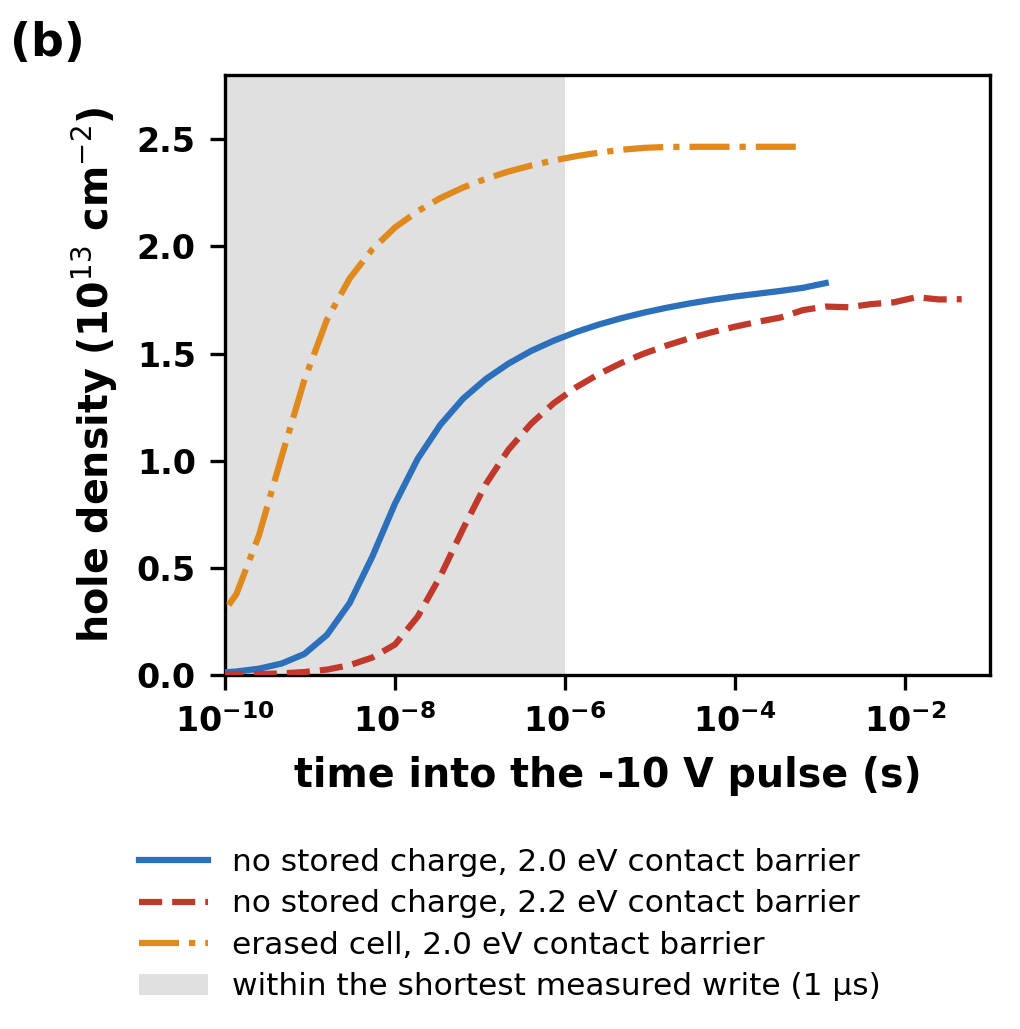 (b)
hole density (10¹³ cm⁻²)
2.5
2.0
1.5
1.0
0.5
0.0
10⁻¹⁰ 10⁻⁸ 10⁻⁶ 10⁻⁴ 10⁻²
time into the -10 V pulse (s)
no stored charge, 2.0 eV contact barrier
no stored charge, 2.2 eV contact barrier
erased cell, 2.0 eV contact barrier
within the shortest measured write (1 µs)